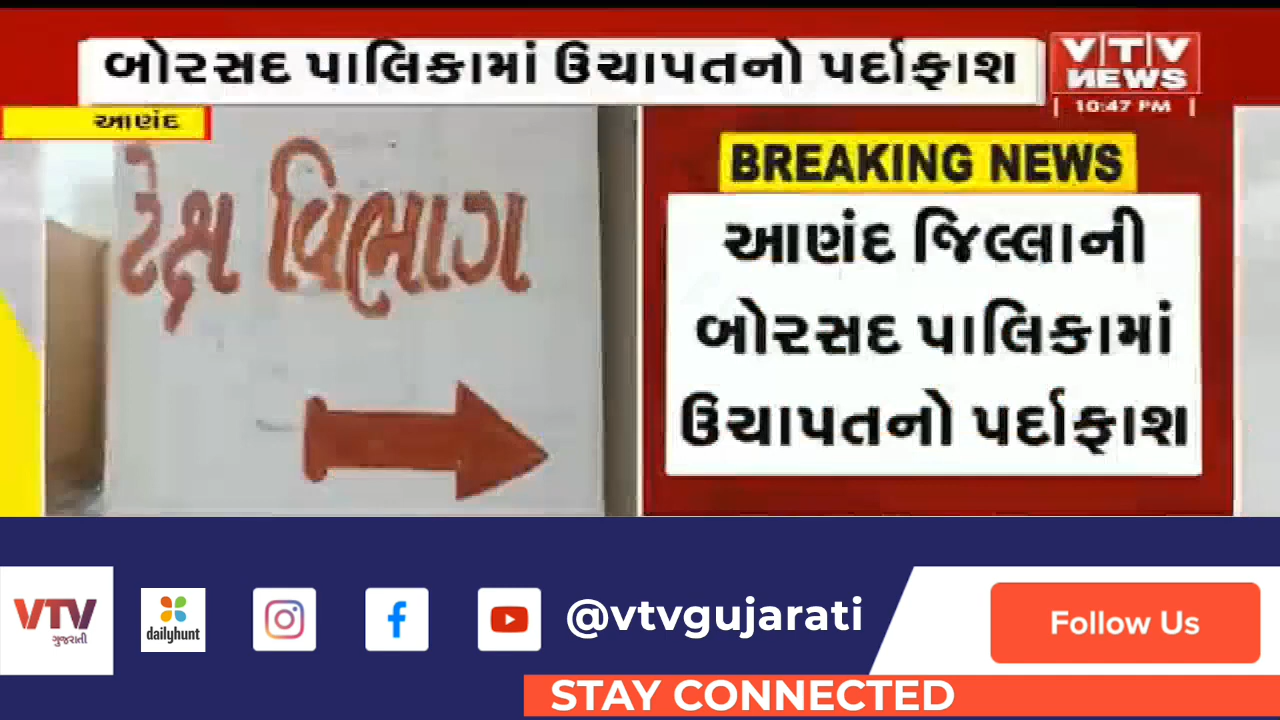 બોરસદ પાલિકામાં ઉચાપતનો પર્દાફાશ
VTV
NEWS
10:47 PM
આણંદ
ટેક્ષ વિભાગ
BREAKING NEWS
આણંદ જિલ્લાની
બોરસદ પાલિકામાં
ઉચાપતનો પર્દાફાશ
VTV
ગુજરાતી
dailyhunt
@vtvgujarati
Follow Us
STAY CONNECTED